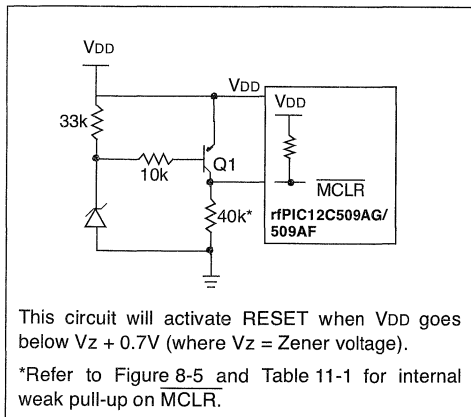 VDD
VDD
VDD
33k
Q1
10k
MCLR
40k*
rfPIC12C509AG/
509AF
This circuit will activate RESET when VDD goes
below Vz + 0.7V (where Vz = Zener voltage).
*Refer to Figure 8-5 and Table 11-1 for internal
weak pull-up on MCLR.